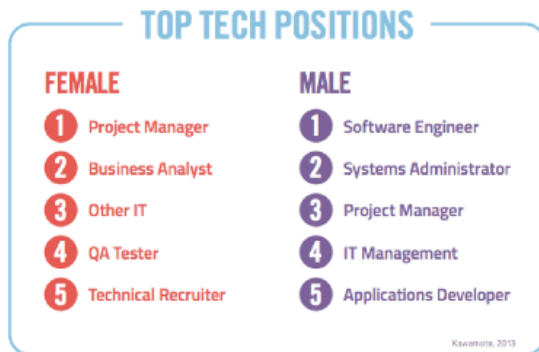 TOP TECH POSITIONS
FEMALE
1 Project Manager
2 Business Analyst
3 Other IT
4 QA Tester
5 Technical Recruiter
MALE
1 Software Engineer
2 Systems Administrator
3 Project Manager
4 IT Management
5 Applications Developer
Kawamoto, 2013